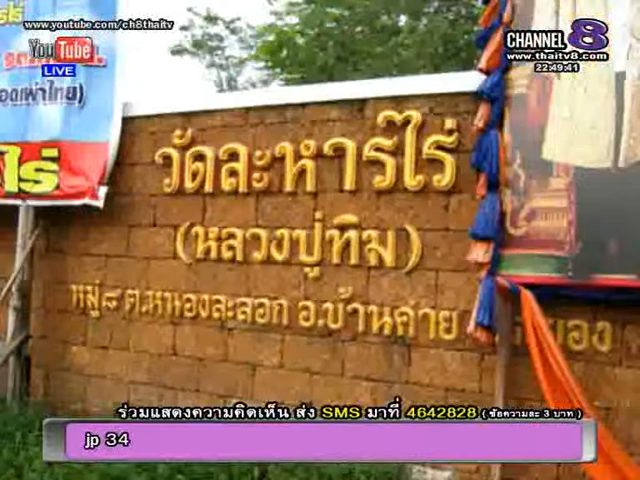 www.youtube.com/ch8thaitv
YouTube
LIVE
CHANNEL 8
www.thaitv8.com
22:49:41
วัดละหารไร่
(หลวงปู่ทิม)
หมู่ ๘ ต.หนองละลอก อ.บ้านค่าย
ร่วมแสดงความคิดเห็น ส่ง SMS มาที่ 4642828 ( ข้อความละ 3 บาท )
jp 34